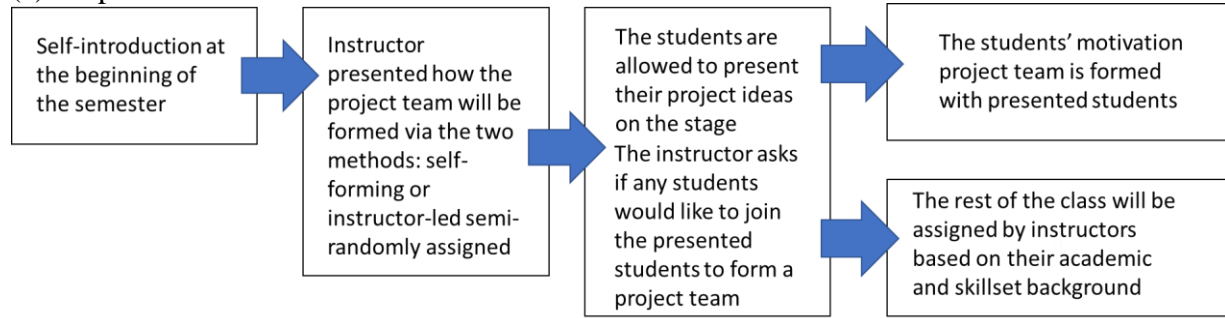 Self-introduction at
the beginning of
the semester
Instructor
presented how the
project team will be
formed via the two
methods: self-
forming or
instructor-led semi-
randomly assigned
The students are
allowed to present
their project ideas
on the stage
The instructor asks
if any students
would like to join
the presented
students to form a
project team
The students’ motivation
project team is formed
with presented students
The rest of the class will be
assigned by instructors
based on their academic
and skillset background